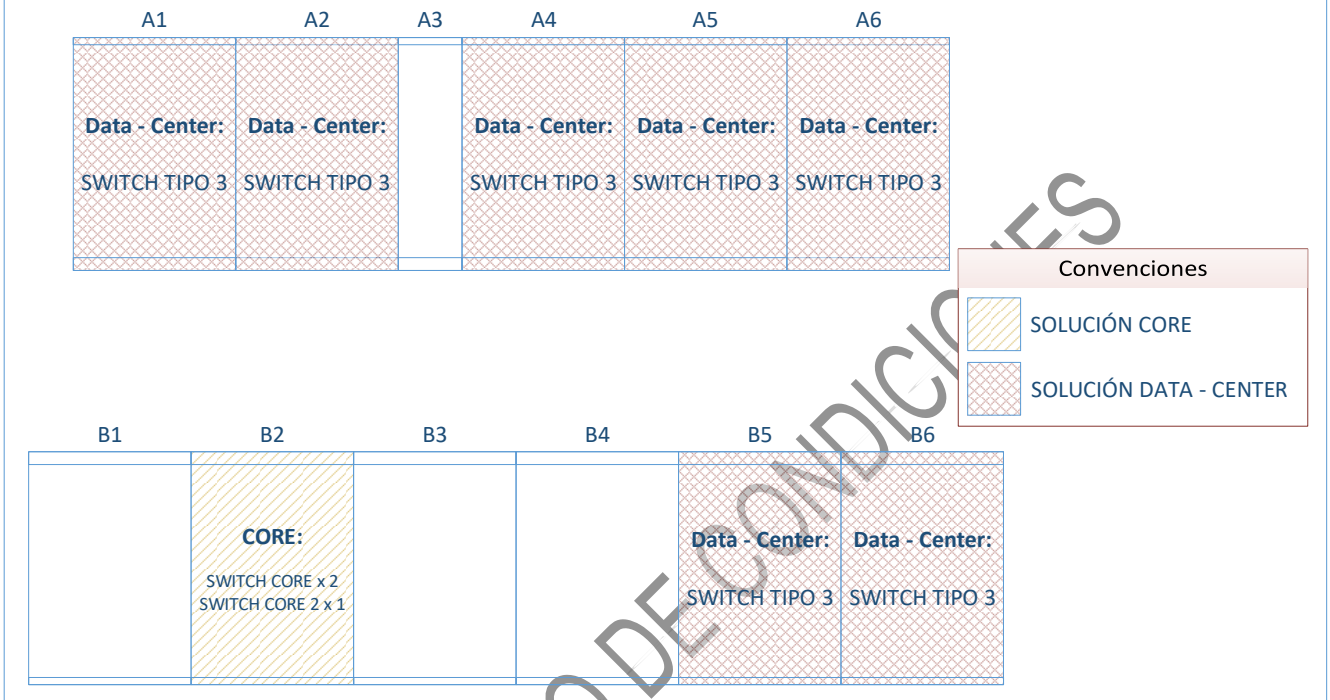 A1 A2 A3 A4 A5 A6
Data - Center: Data - Center: Data - Center: Data - Center: Data - Center:
SWITCH TIPO 3 SWITCH TIPO 3 SWITCH TIPO 3 SWITCH TIPO 3 SWITCH TIPO 3
Convenciones
SOLUCIÓN CORE
SOLUCIÓN DATA - CENTER
B1 B2 B3 B4 B5 B6
CORE:
SWITCH CORE x 2
SWITCH CORE 2 x 1
Data - Center: Data - Center:
SWITCH TIPO 3 SWITCH TIPO 3
DE CONDICIONES